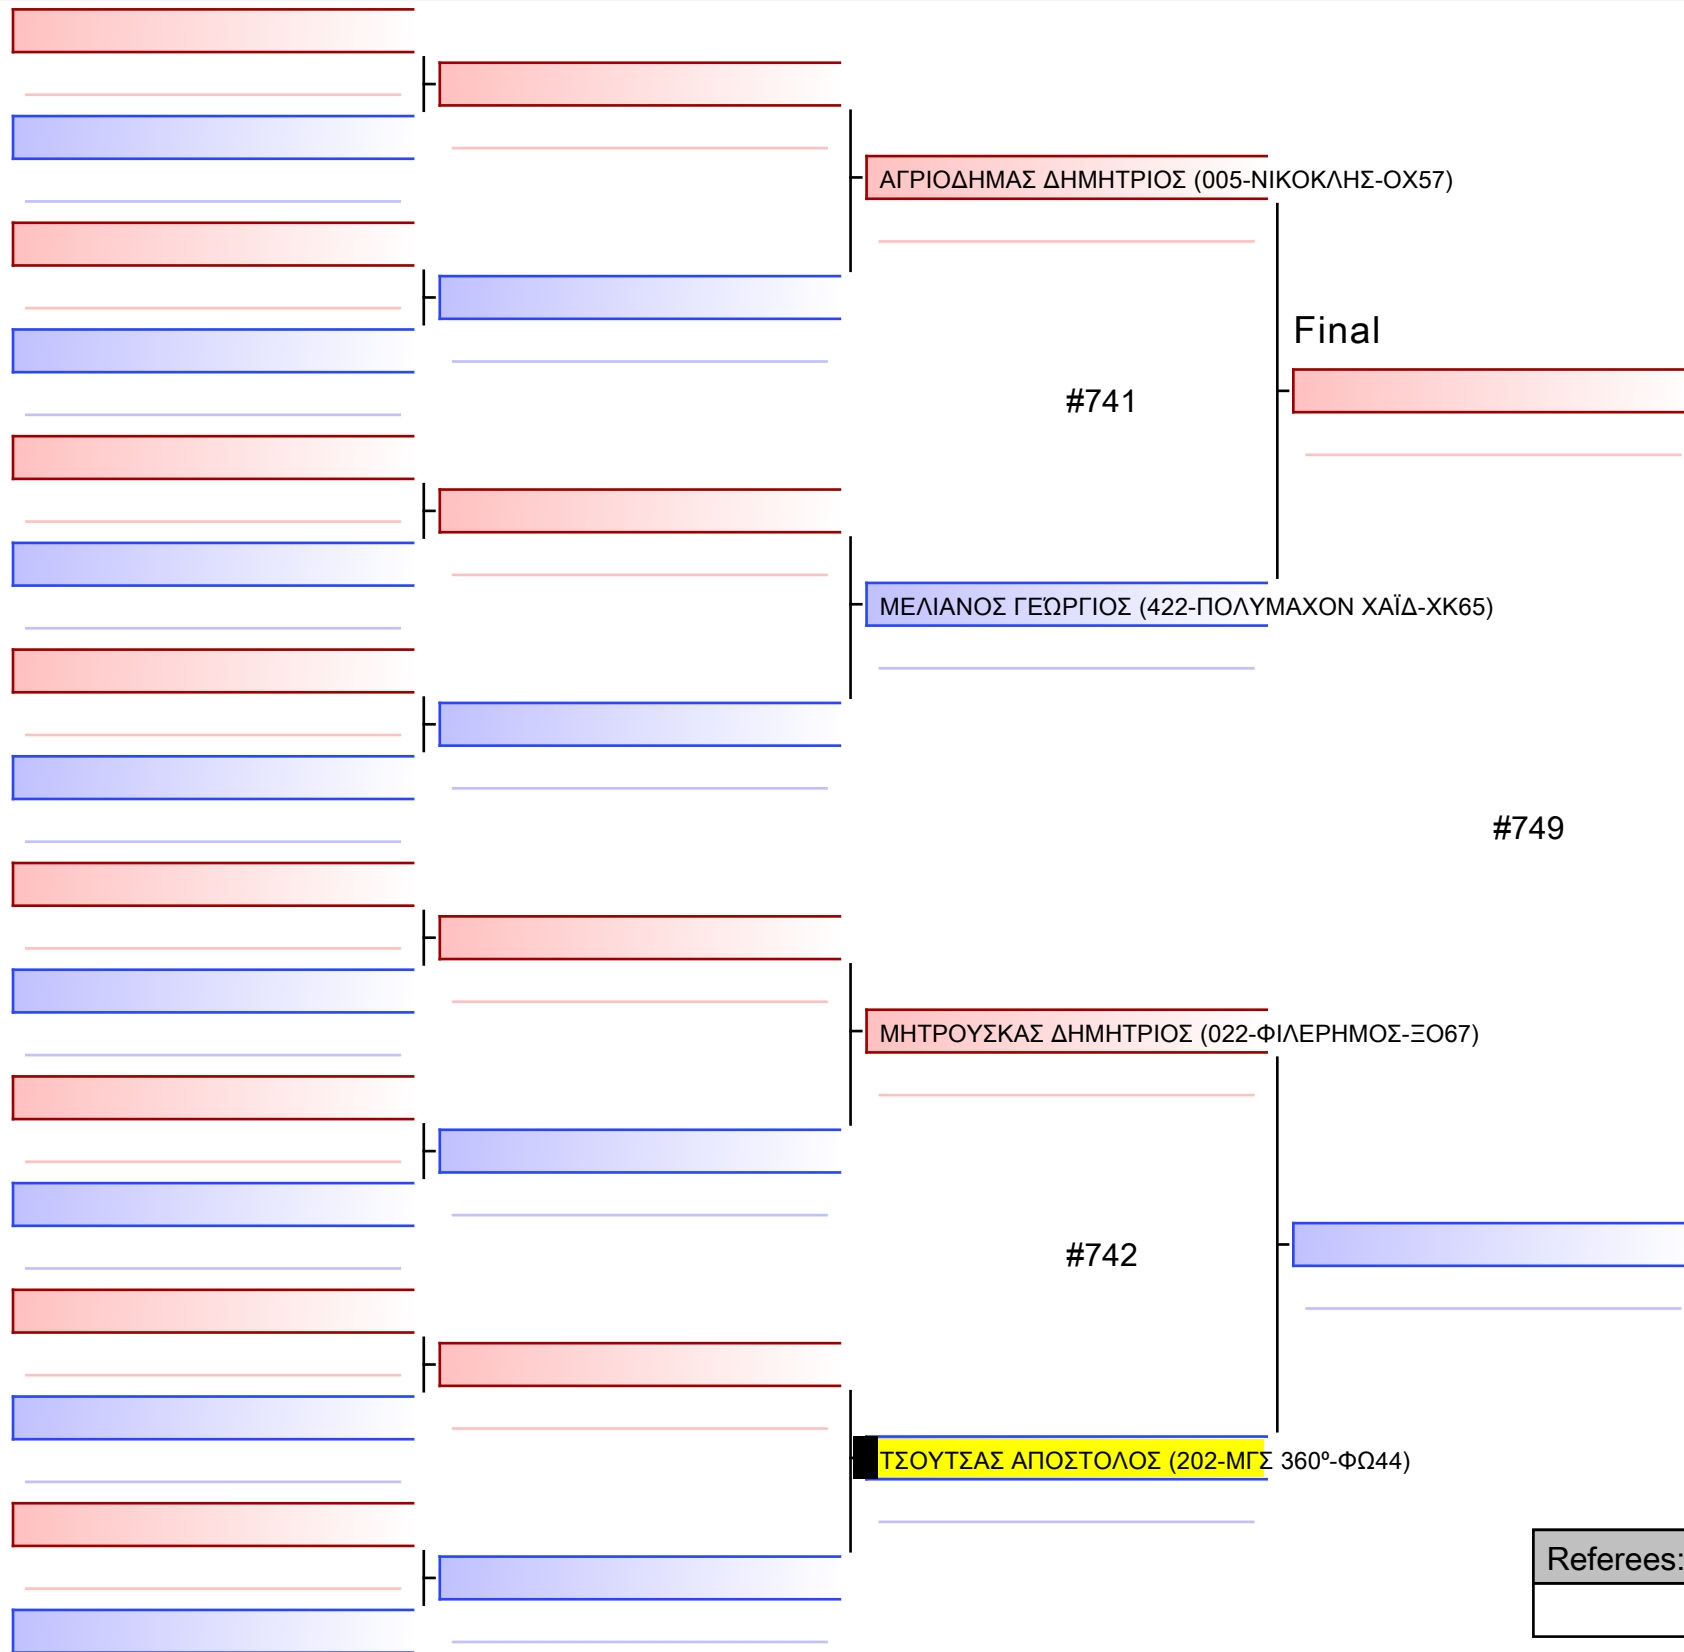 ΑΓΡΙΟΔΗΜΑΣ ΔΗΜΗΤΡΙΟΣ (005-ΝΙΚΟΚΛΗΣ-ΟΧ57)
Final
#741
ΜΕΛΙΑΝΟΣ ΓΕΏΡΓΙΟΣ (422-ΠΟΛΥΜΑΧΟΝ ΧΑΪΔ-ΧΚ65)
#749
ΜΗΤΡΟΥΣΚΑΣ ΔΗΜΗΤΡΙΟΣ (022-ΦΙΛΕΡΗΜΟΣ-ΞΟ67)
#742
ΤΣΟΥΤΣΑΣ ΑΠΟΣΤΟΛΟΣ (202-ΜΓΣ 360º-ΦΩ44)
Referees: